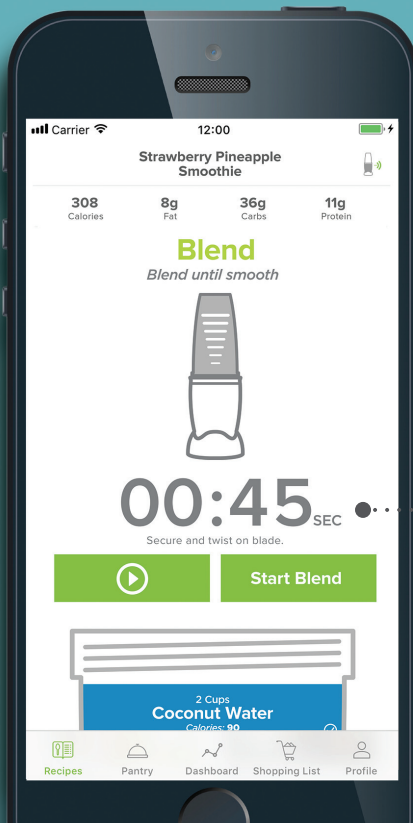 Carrier
12:00
Strawberry Pineapple
Smoothie
308
Calories
8g
Fat
36g
Carbs
11g
Protein
Blend
Blend until smooth
00:45 SEC
Secure and twist on blade.
Start Blend
2 Cups
Coconut Water
Calories: 90
Recipes
Pantry
Dashboard
Shopping List
Profile